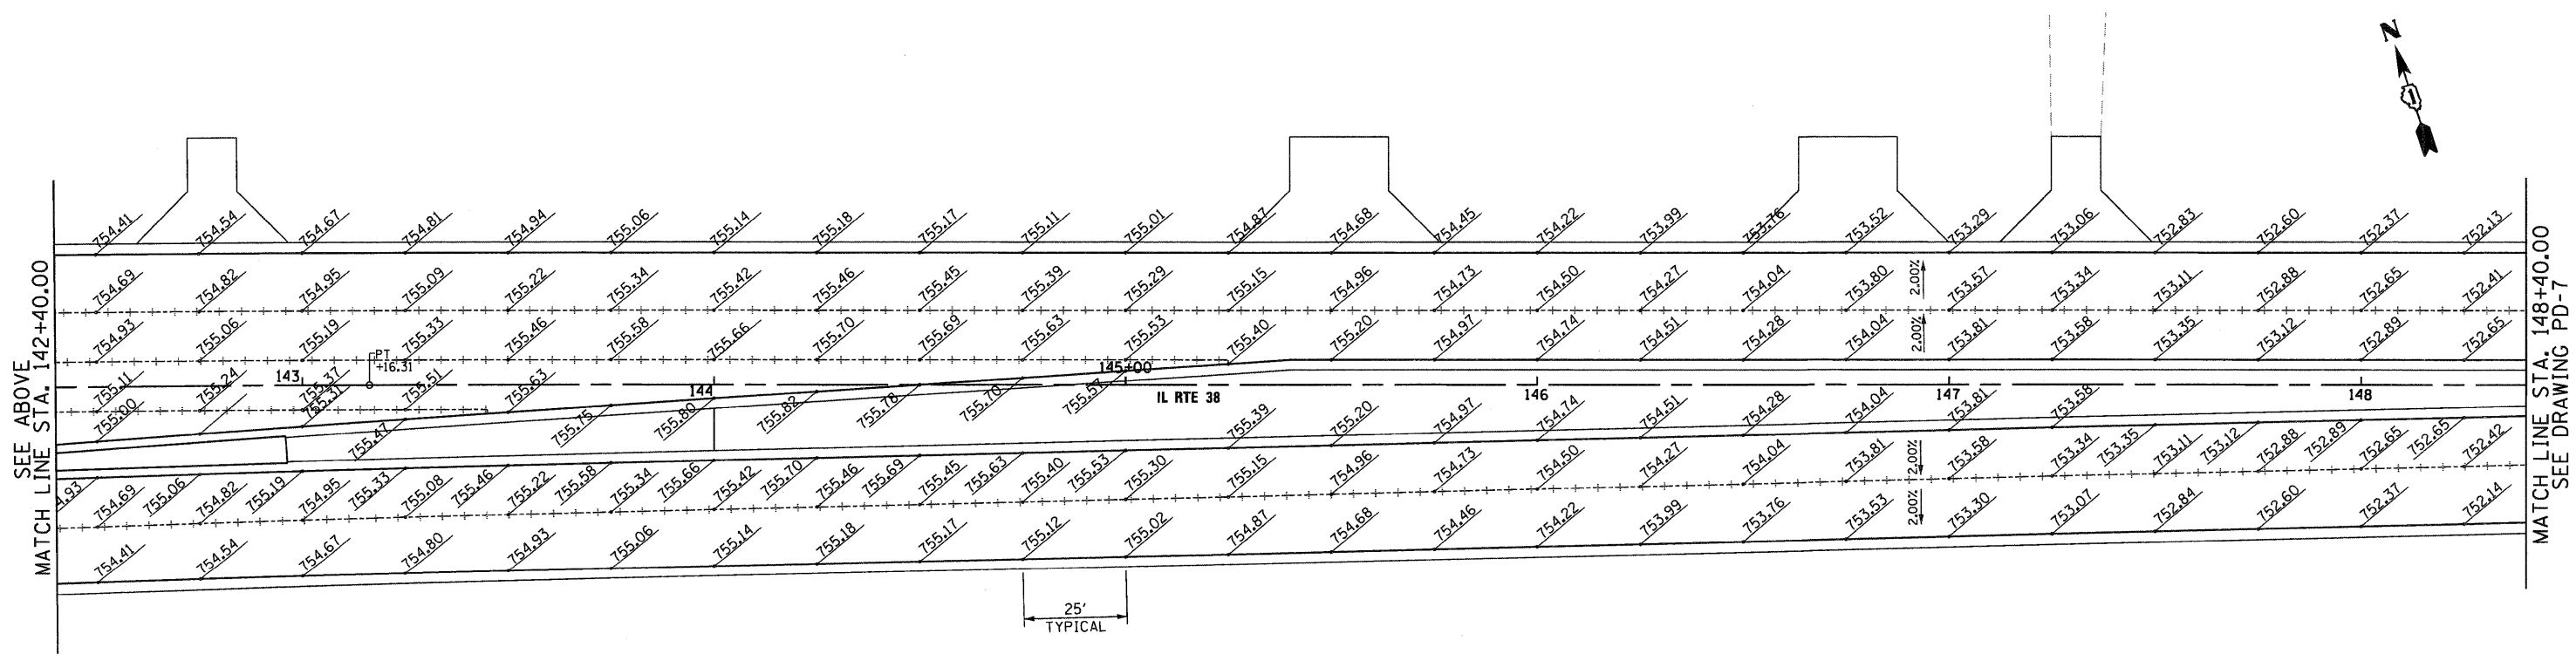 N
1
754.41 754.54 754.67 754.81 754.94 755.06 755.14 755.18 755.17 755.11 755.01 754.87 754.68 754.45 754.22 753.99 753.76 753.52 753.29 753.06 752.83 752.60 752.37 752.13
754.69 754.82 754.95 755.09 755.22 755.34 755.42 755.46 755.45 755.39 755.29 755.15 754.96 754.73 754.50 754.27 754.04 753.80 2.00% 753.57 753.34 753.11 752.88 752.65 752.41
754.93 755.06 755.19 755.33 755.46 755.58 755.66 755.70 755.69 755.63 755.53 755.40 755.20 754.97 754.74 754.51 754.28 754.04 2.00% 753.81 753.58 753.35 753.12 752.89 752.65
PT
+16.31
143 144 145+00 146 147 148
IL RTE 38
755.11 755.24 755.37 755.51 755.63
755.00 755.31 755.47 755.75 755.80 755.82 755.78 755.70 755.57
755.39 755.20 754.97 754.74 754.51 754.28 754.04 753.81 753.58
4.93 754.69 755.06 754.82 755.19 754.95 755.33 755.08 755.46 755.22 755.58 755.34 755.66 755.42 755.70 755.46 755.69 755.45 755.63 755.40 755.53 755.30 755.15 754.96 754.73 754.50 754.27 754.04 753.81 2.00% 753.58 753.34 753.35 753.11 753.12 752.88 752.89 752.65 752.65 752.42
754.41 754.54 754.67 754.80 754.93 755.06 755.14 755.18 755.17 755.12 755.02 754.87 754.68 754.46 754.22 753.99 753.76 753.53 2.00% 753.30 753.07 752.84 752.60 752.37 752.14
25'
TYPICAL
SEE ABOVE
MATCH LINE STA. 142+40.00
MATCH LINE STA. 148+40.00
SEE DRAWING PD-7